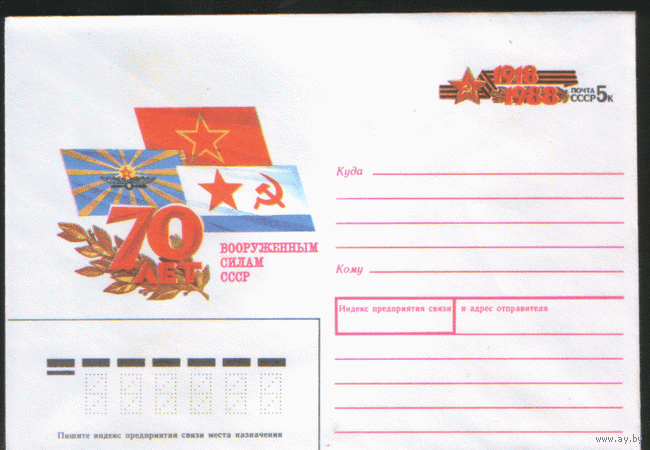 1918
1988
ПОЧТА
СССР 5к
70
ЛЕТ
ВООРУЖЕННЫМ
СИЛАМ
СССР
Куда
Кому
Индекс предприятия связи и адрес отправителя
Пишите индекс предприятия связи места назначения
www.ay.by